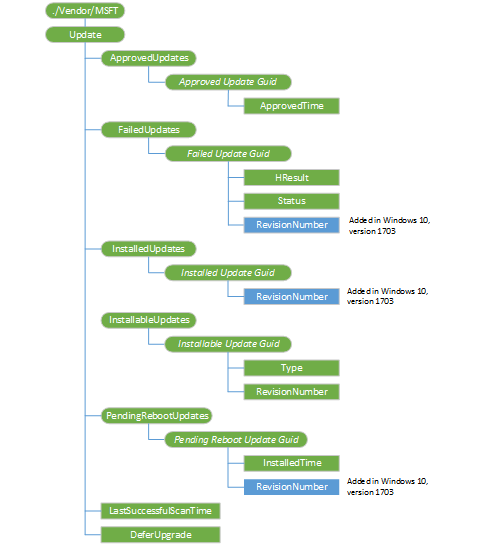 ./Vendor/MSFT
Update
ApprovedUpdates
Approved Update Guid
ApprovedTime
FailedUpdates
Failed Update Guid
HResult
Status
RevisionNumber
Added in Windows 10,
version 1703
InstalledUpdates
Installed Update Guid
RevisionNumber
Added in Windows 10,
version 1703
InstallableUpdates
Installable Update Guid
Type
RevisionNumber
PendingRebootUpdates
Pending Reboot Update Guid
InstalledTime
RevisionNumber
Added in Windows 10,
version 1703
LastSuccessfulScanTime
DeferUpgrade